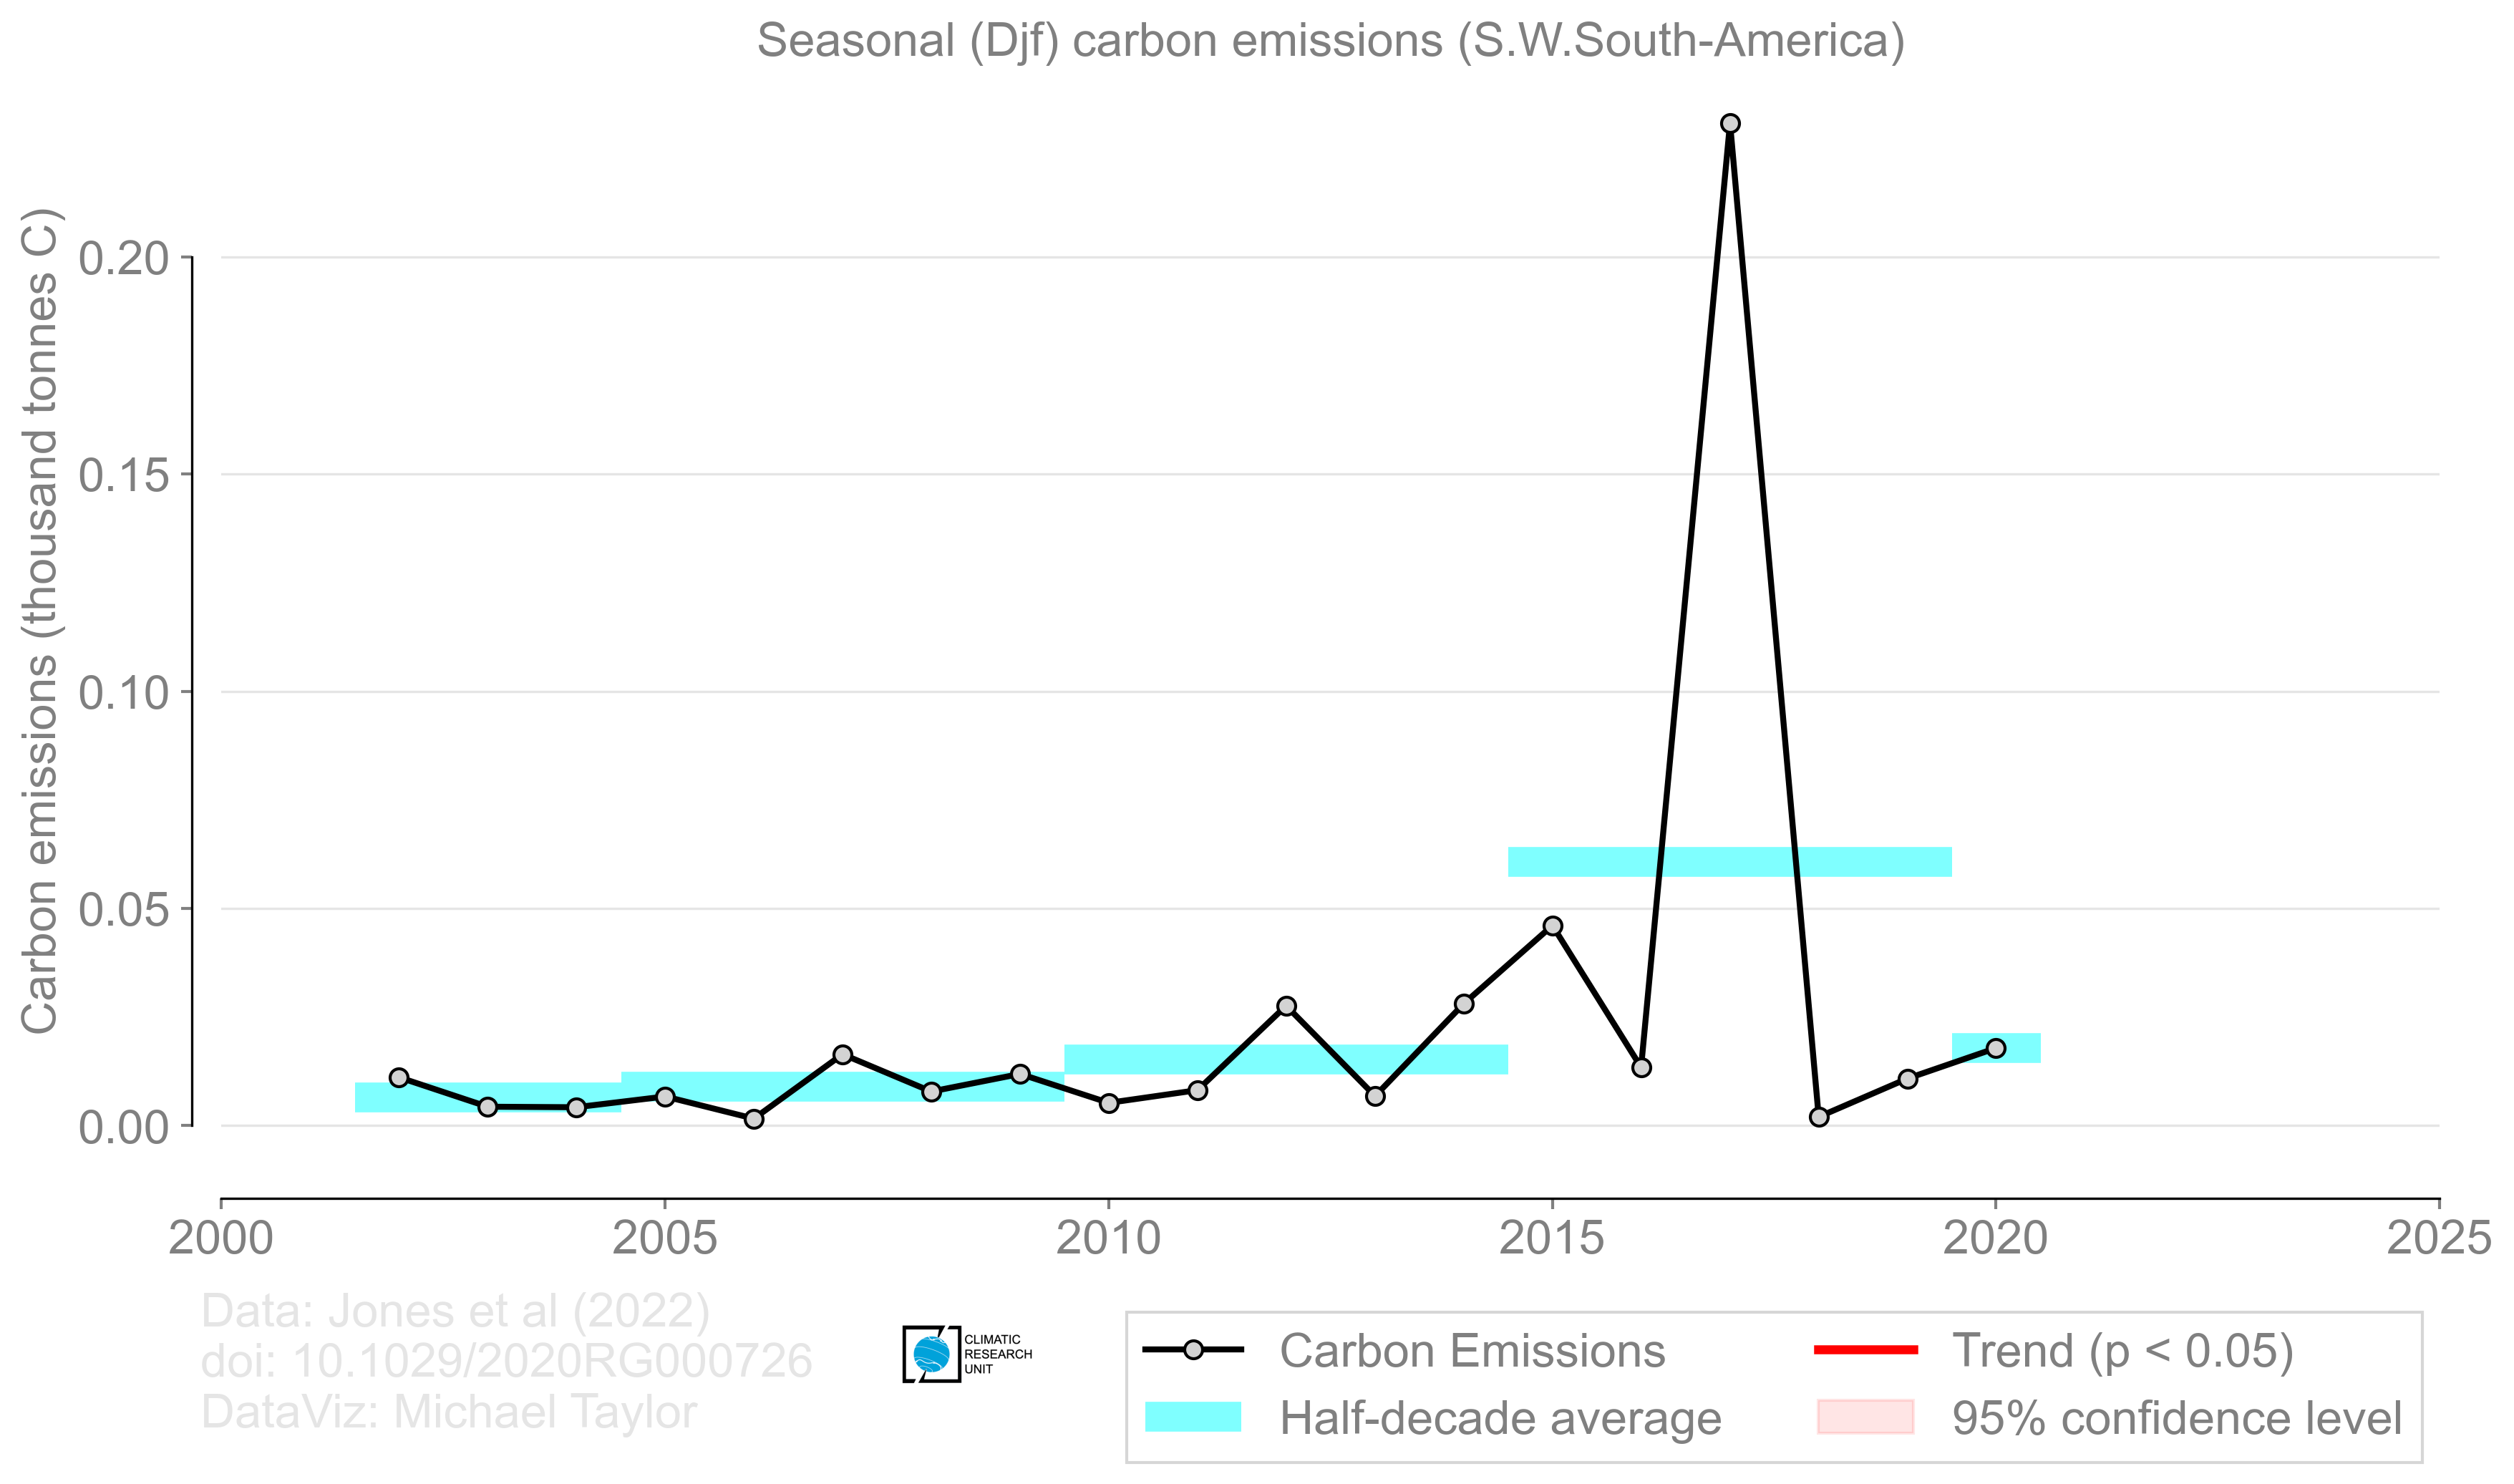 Seasonal (Djf) carbon emissions (S.W.South-America)
Carbon emissions (thousand tonnes C)
0.20
0.15
0.10
0.05
0.00
2000 2005 2010 2015 2020 2025
Data: Jones et al (2022)
doi: 10.1029/2020RG000726
DataViz: Michael Taylor
CLIMATIC
RESEARCH
UNIT
Carbon Emissions
Half-decade average
Trend (p < 0.05)
95% confidence level